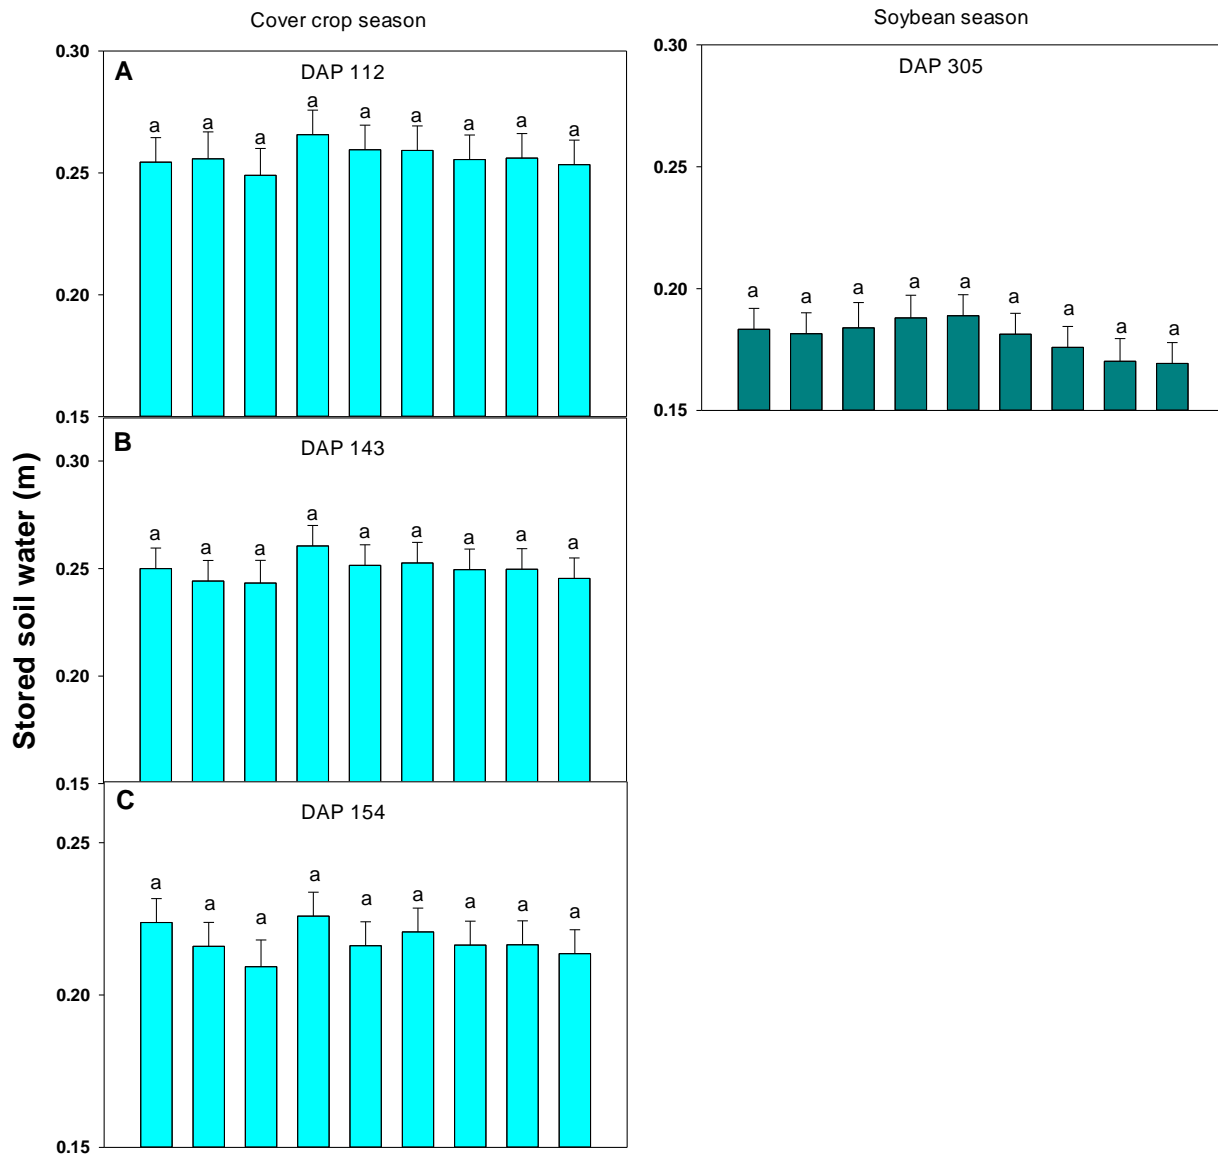 Cover crop season
Soybean season
Stored soil water (m)
A
DAP 112
0.30
0.25
0.20
0.15
a a a a a a a a a
DAP 305
0.30
0.25
0.20
0.15
a a a a a a a a a
B
DAP 143
0.30
0.25
0.20
0.15
a a a a a a a a a
C
DAP 154
0.25
0.20
0.15
a a a a a a a a a